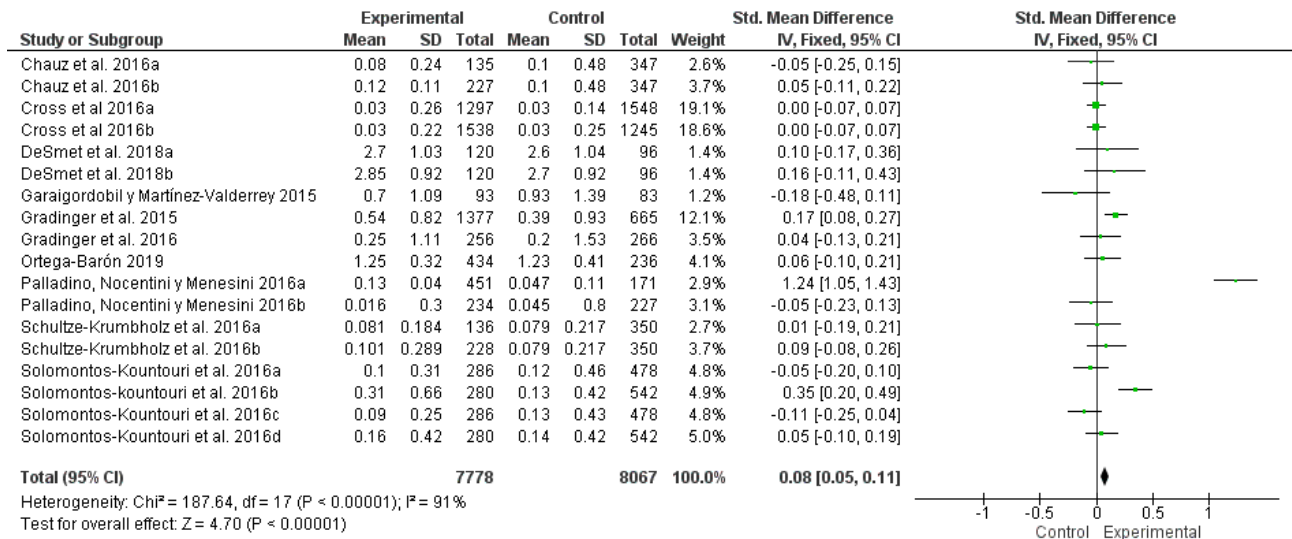 Experimental Control Std. Mean Difference Std. Mean Difference
Study or Subgroup Mean SD Total Mean SD Total Weight IV, Fixed, 95% CI IV, Fixed, 95% CI
Chauz et al. 2016a 0.08 0.24 135 0.1 0.48 347 2.6% -0.05 [-0.25, 0.15]
Chauz et al. 2016b 0.12 0.11 227 0.1 0.48 347 3.7% 0.05 [-0.11, 0.22]
Cross et al 2016a 0.03 0.26 1297 0.03 0.14 1548 19.1% 0.00 [-0.07, 0.07]
Cross et al 2016b 0.03 0.22 1538 0.03 0.25 1245 18.6% 0.00 [-0.07, 0.07]
DeSmet et al. 2018a 2.7 1.03 120 2.6 1.04 96 1.4% 0.10 [-0.17, 0.36]
DeSmet et al. 2018b 2.85 0.92 120 2.7 0.92 96 1.4% 0.16 [-0.11, 0.43]
Garaigordobil y Martínez-Valderrey 2015 0.7 1.09 93 0.93 1.39 83 1.2% -0.18 [-0.48, 0.11]
Gradinger et al. 2015 0.54 0.82 1377 0.39 0.93 665 12.1% 0.17 [0.08, 0.27]
Gradinger et al. 2016 0.25 1.11 256 0.2 1.53 266 3.5% 0.04 [-0.13, 0.21]
Ortega-Barón 2019 1.25 0.32 434 1.23 0.41 236 4.1% 0.06 [-0.10, 0.21]
Palladino, Nocentini y Menesini 2016a 0.13 0.04 451 0.047 0.11 171 2.9% 1.24 [1.05, 1.43]
Palladino, Nocentini y Menesini 2016b 0.016 0.3 234 0.045 0.8 227 3.1% -0.05 [-0.23, 0.13]
Schultze-Krumbholz et al. 2016a 0.081 0.184 136 0.079 0.217 350 2.7% 0.01 [-0.19, 0.21]
Schultze-Krumbholz et al. 2016b 0.101 0.289 228 0.079 0.217 350 3.7% 0.09 [-0.08, 0.26]
Solomontos-Kountouri et al. 2016a 0.1 0.31 286 0.12 0.46 478 4.8% -0.05 [-0.20, 0.10]
Solomontos-kountouri et al. 2016b 0.31 0.66 280 0.13 0.42 542 4.9% 0.35 [0.20, 0.49]
Solomontos-Kountouri et al. 2016c 0.09 0.25 286 0.13 0.43 478 4.8% -0.11 [-0.25, 0.04]
Solomontos-Kountouri et al. 2016d 0.16 0.42 280 0.14 0.42 542 5.0% 0.05 [-0.10, 0.19]
Total (95% CI) 7778 8067 100.0% 0.08 [0.05, 0.11]
Heterogeneity: Chi² = 187.64, df = 17 (P < 0.00001); I² = 91%
Test for overall effect: Z = 4.70 (P < 0.00001)
-1 -0.5 0 0.5 1
Control Experimental